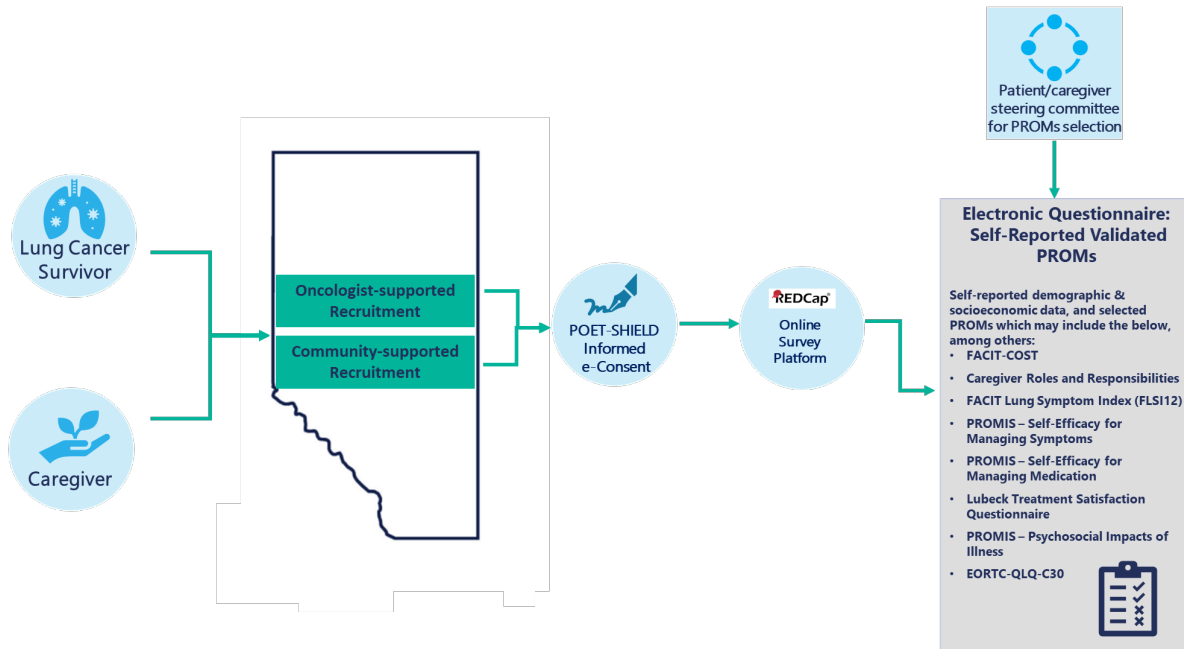 Lung Cancer
Survivor
Caregiver
Oncologist-supported
Recruitment
Community-supported
Recruitment
POET-SHIELD
Informed
e-Consent
REDCap®
Online
Survey
Platform
Patient/caregiver
steering committee
for PROMs selection
Electronic Questionnaire:
Self-Reported Validated
PROMs
Self-reported demographic &
socioeconomic data, and selected
PROMs which may include the below,
among others:
• FACIT-COST
• Caregiver Roles and Responsibilities
• FACIT Lung Symptom Index (FLSI12)
• PROMIS – Self-Efficacy for
Managing Symptoms
• PROMIS – Self-Efficacy for
Managing Medication
• Lubeck Treatment Satisfaction
Questionnaire
• PROMIS – Psychosocial Impacts of
Illness
• EORTC-QLQ-C30